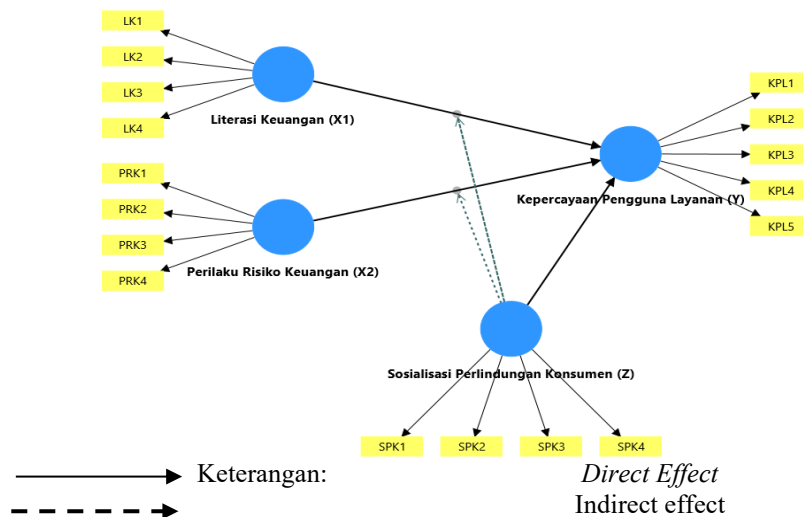 LK1
LK2
LK3
LK4
Literasi Keuangan (X1)
PRK1
PRK2
PRK3
PRK4
Perilaku Risiko Keuangan (X2)
KPL1
KPL2
KPL3
KPL4
KPL5
Kepercayaan Pengguna Layanan (Y)
Sosialisasi Perlindungan Konsumen (Z)
SPK1 SPK2 SPK3 SPK4
Keterangan: Direct Effect
Indirect effect